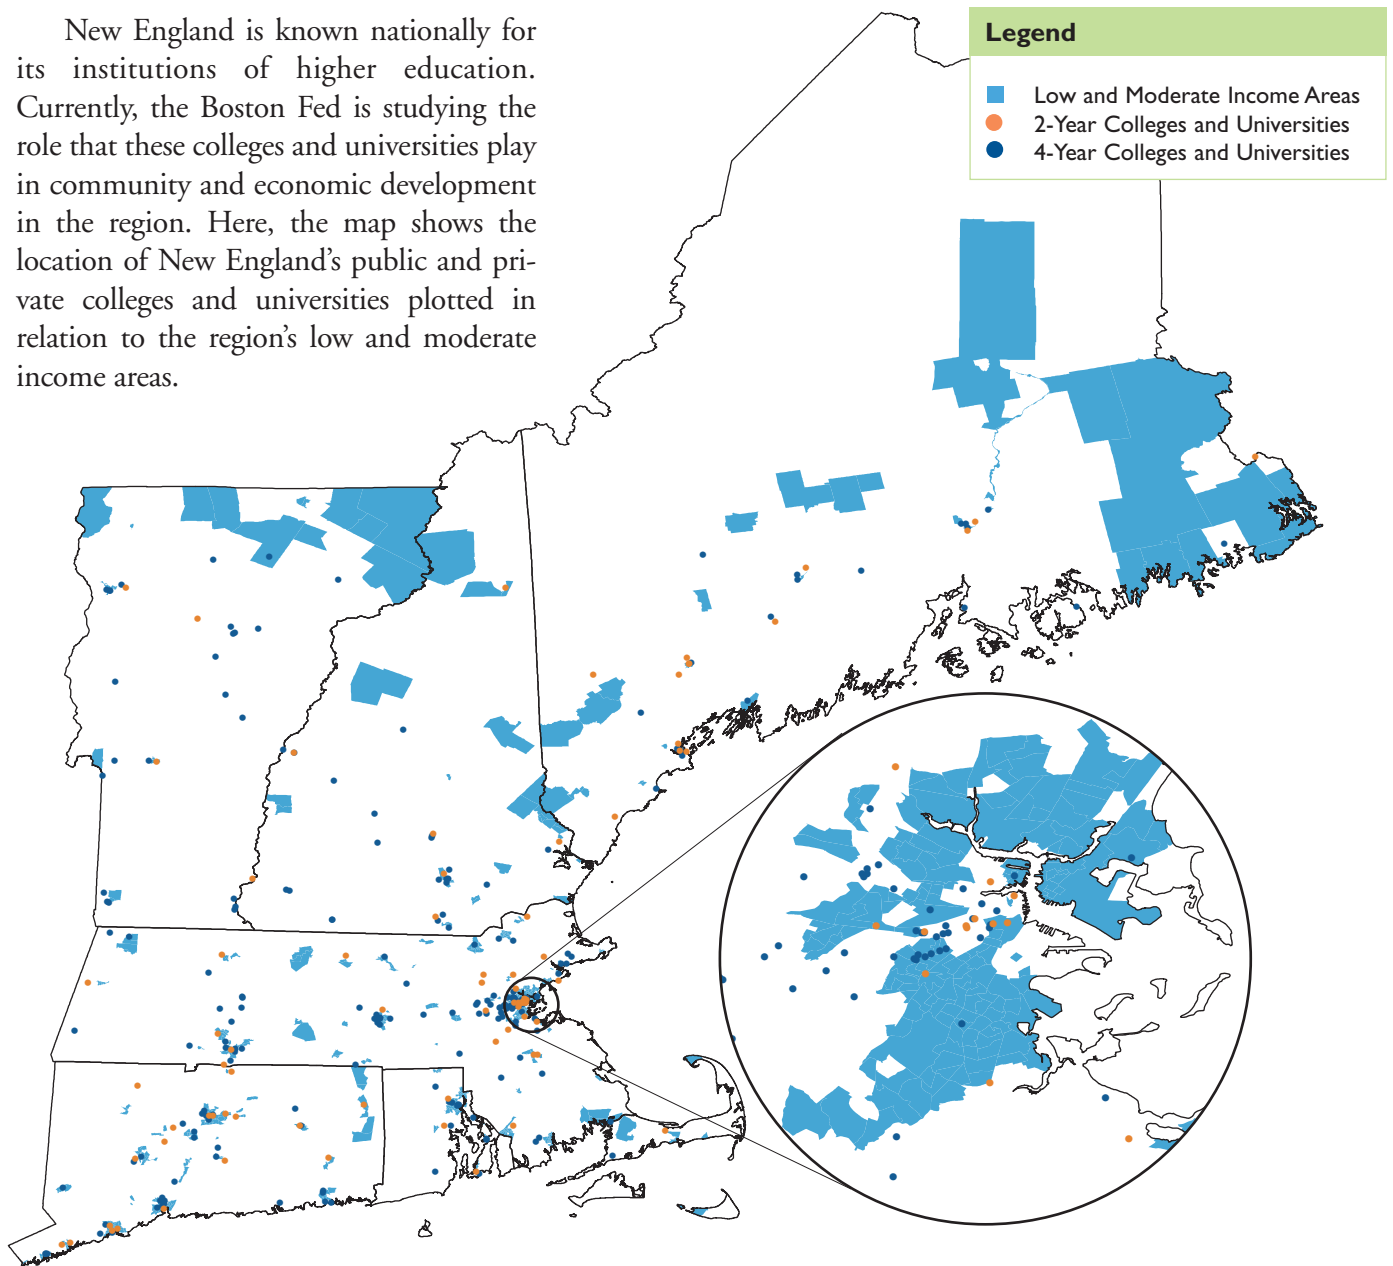 New England is known nationally for
its institutions of higher education.
Currently, the Boston Fed is studying the
role that these colleges and universities play
in community and economic development
in the region. Here, the map shows the
location of New England’s public and pri-
vate colleges and universities plotted in
relation to the region’s low and moderate
income areas.
Legend
Low and Moderate Income Areas
2-Year Colleges and Universities
4-Year Colleges and Universities